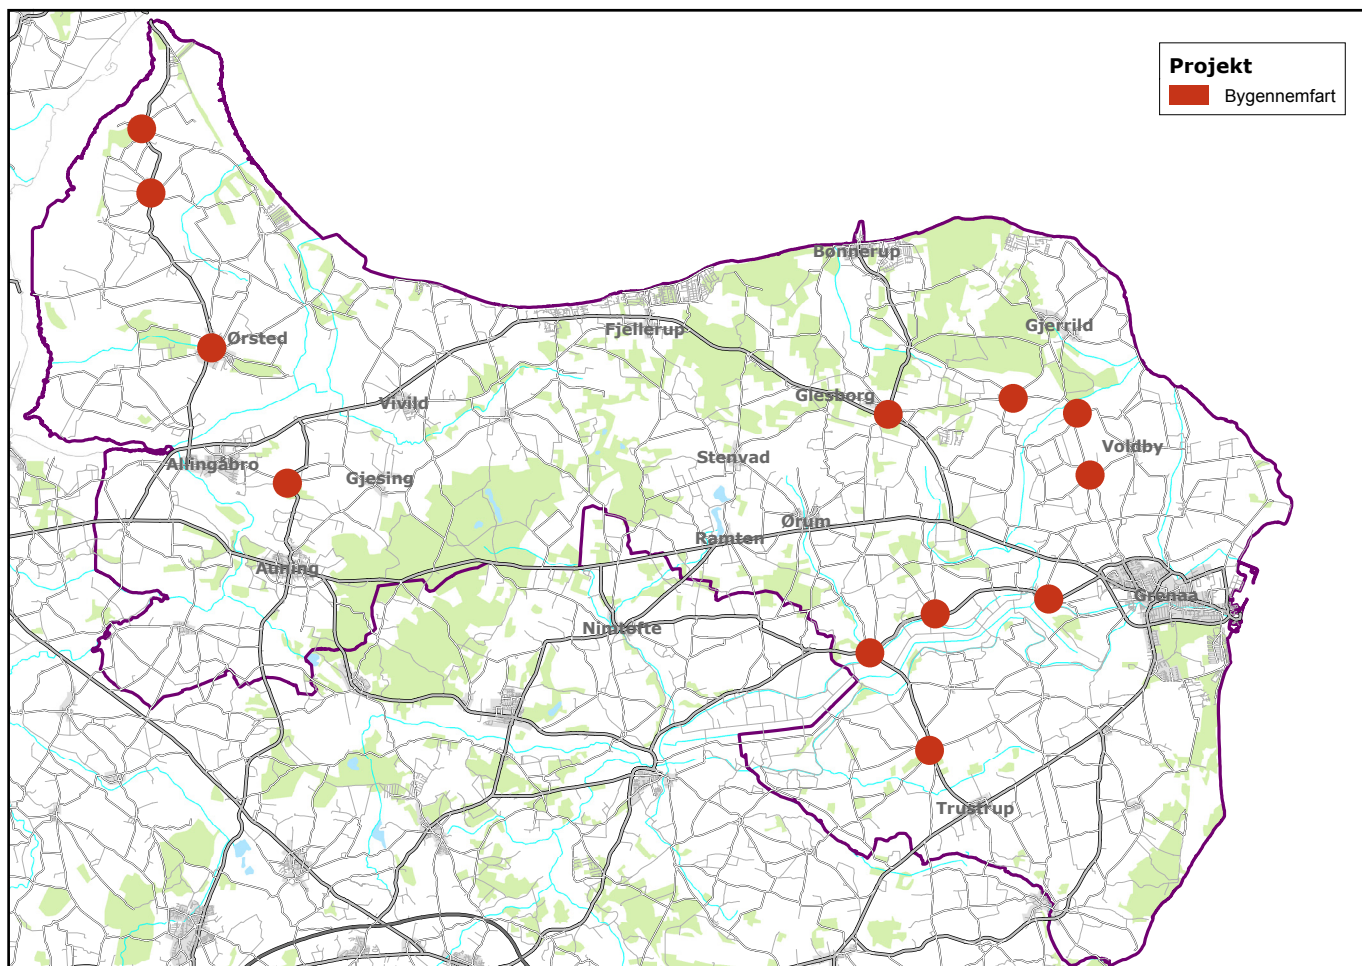 Projekt
Bygennemfart
Bønnerup
Gjerrild
Fjellerup
Ørsted
Glesborg
Vivild
Voldby
Stenvad
Allingåbro
Gjesing
Ørum
Ramten
Auning
Grenaa
Nimtofte
Trustrup